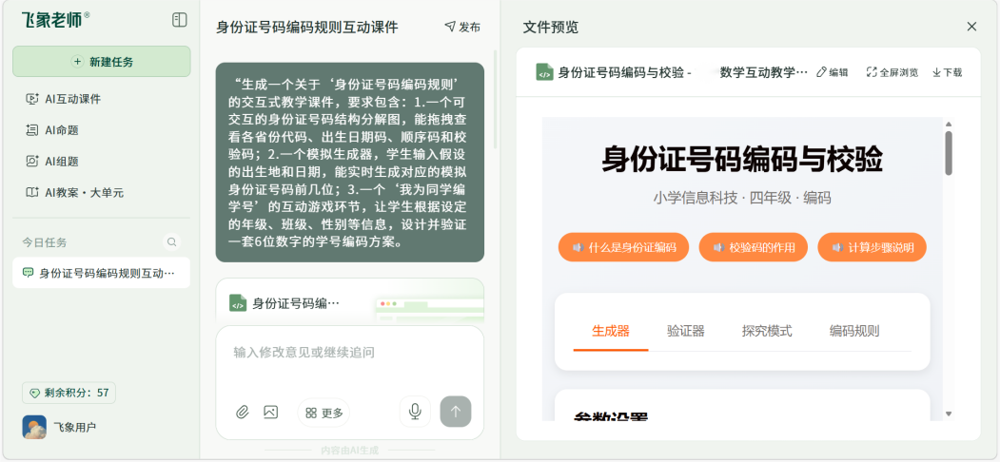 飞象老师®
新建任务
AI互动课件
AI命题
AI组题
AI教案·大单元
今日任务
身份证号码编码规则互动…
剩余积分：57
飞象用户
身份证号码编码规则互动课件
发布
“生成一个关于‘身份证号码编码规则’
的交互式教学课件，要求包含：1.一个可
交互的身份证号码结构分解图，能拖拽查
看各省份代码、出生日期码、顺序码和校
验码；2.一个模拟生成器，学生输入假设
的出生地和日期，能实时生成对应的模拟
身份证号码前几位；3.一个‘我为同学编
学号’的互动游戏环节，让学生根据设定
的年级、班级、性别等信息，设计并验证
一套6位数字的学号编码方案。
身份证号码编…
输入修改意见或继续追问
更多
内容由AI生成
文件预览
身份证号码编码与校验 - 数学互动教学… 编辑 全屏浏览 下载
身份证号码编码与校验
小学信息科技 · 四年级 · 编码
什么是身份证编码 校验码的作用 计算步骤说明
生成器 验证器 探究模式 编码规则
参数设置